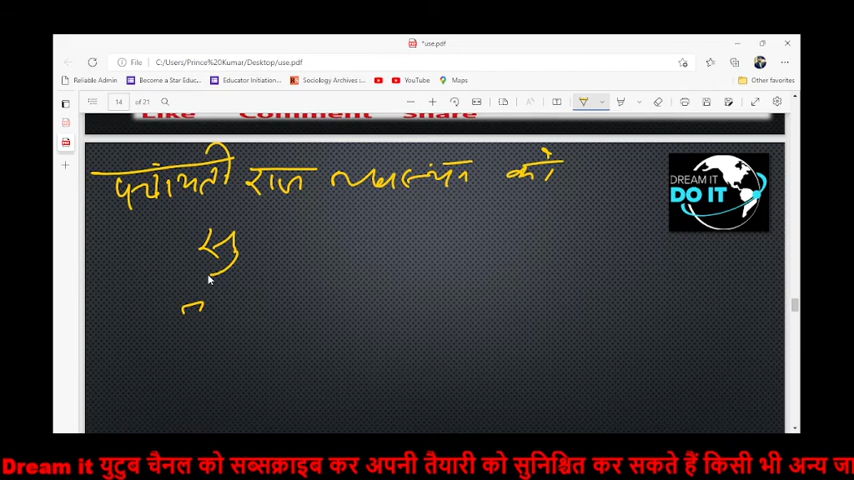 *use.pdf
File C:/Users/Prince%20Kumar/Desktop/use.pdf
Reliable Admin Become a Star Educ... Educator Initiation... Sociology Archives :... YouTube Maps Other favorites
14 of 21
Like Comment Share
पंचायती राज को
DREAM IT
DO IT
Dream it युटुब चैनल को सब्सक्राइब कर अपनी तैयारी को सुनिश्चित कर सकते हैं किसी भी अन्य जा